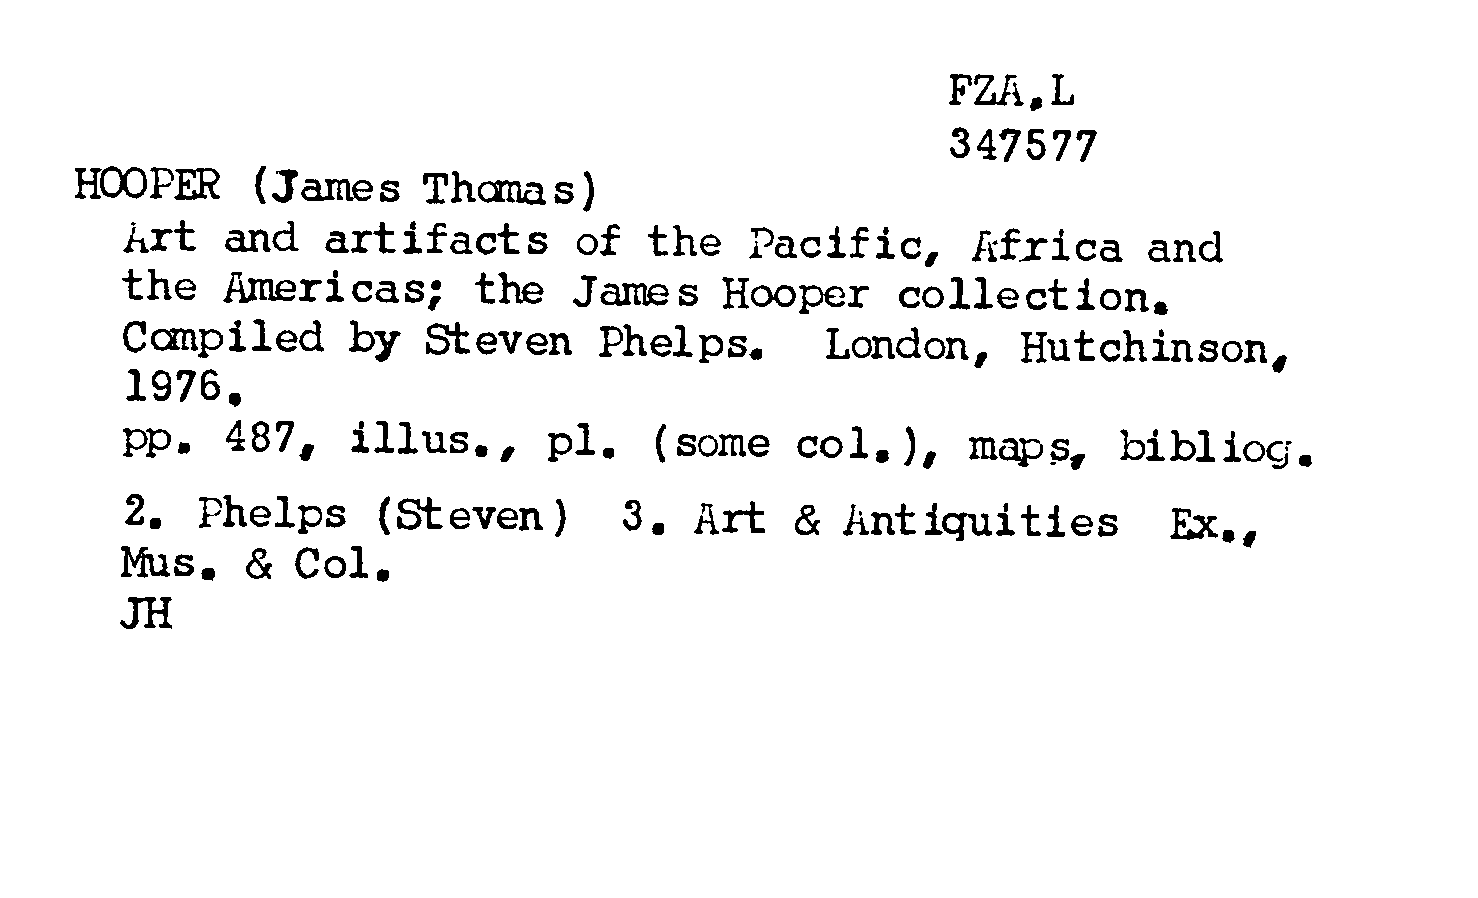 FZA.L
347577
HOOPER (James Thomas)
Art and artifacts of the Pacific, Africa and
the Americas; the James Hooper collection.
Compiled by Steven Phelps. London, Hutchinson,
1976.
pp. 487, illus., pl. (some col.), maps, bibliog.
2. Phelps (Steven) 3. Art & Antiquities Ex.,
Mus. & Col.
JH